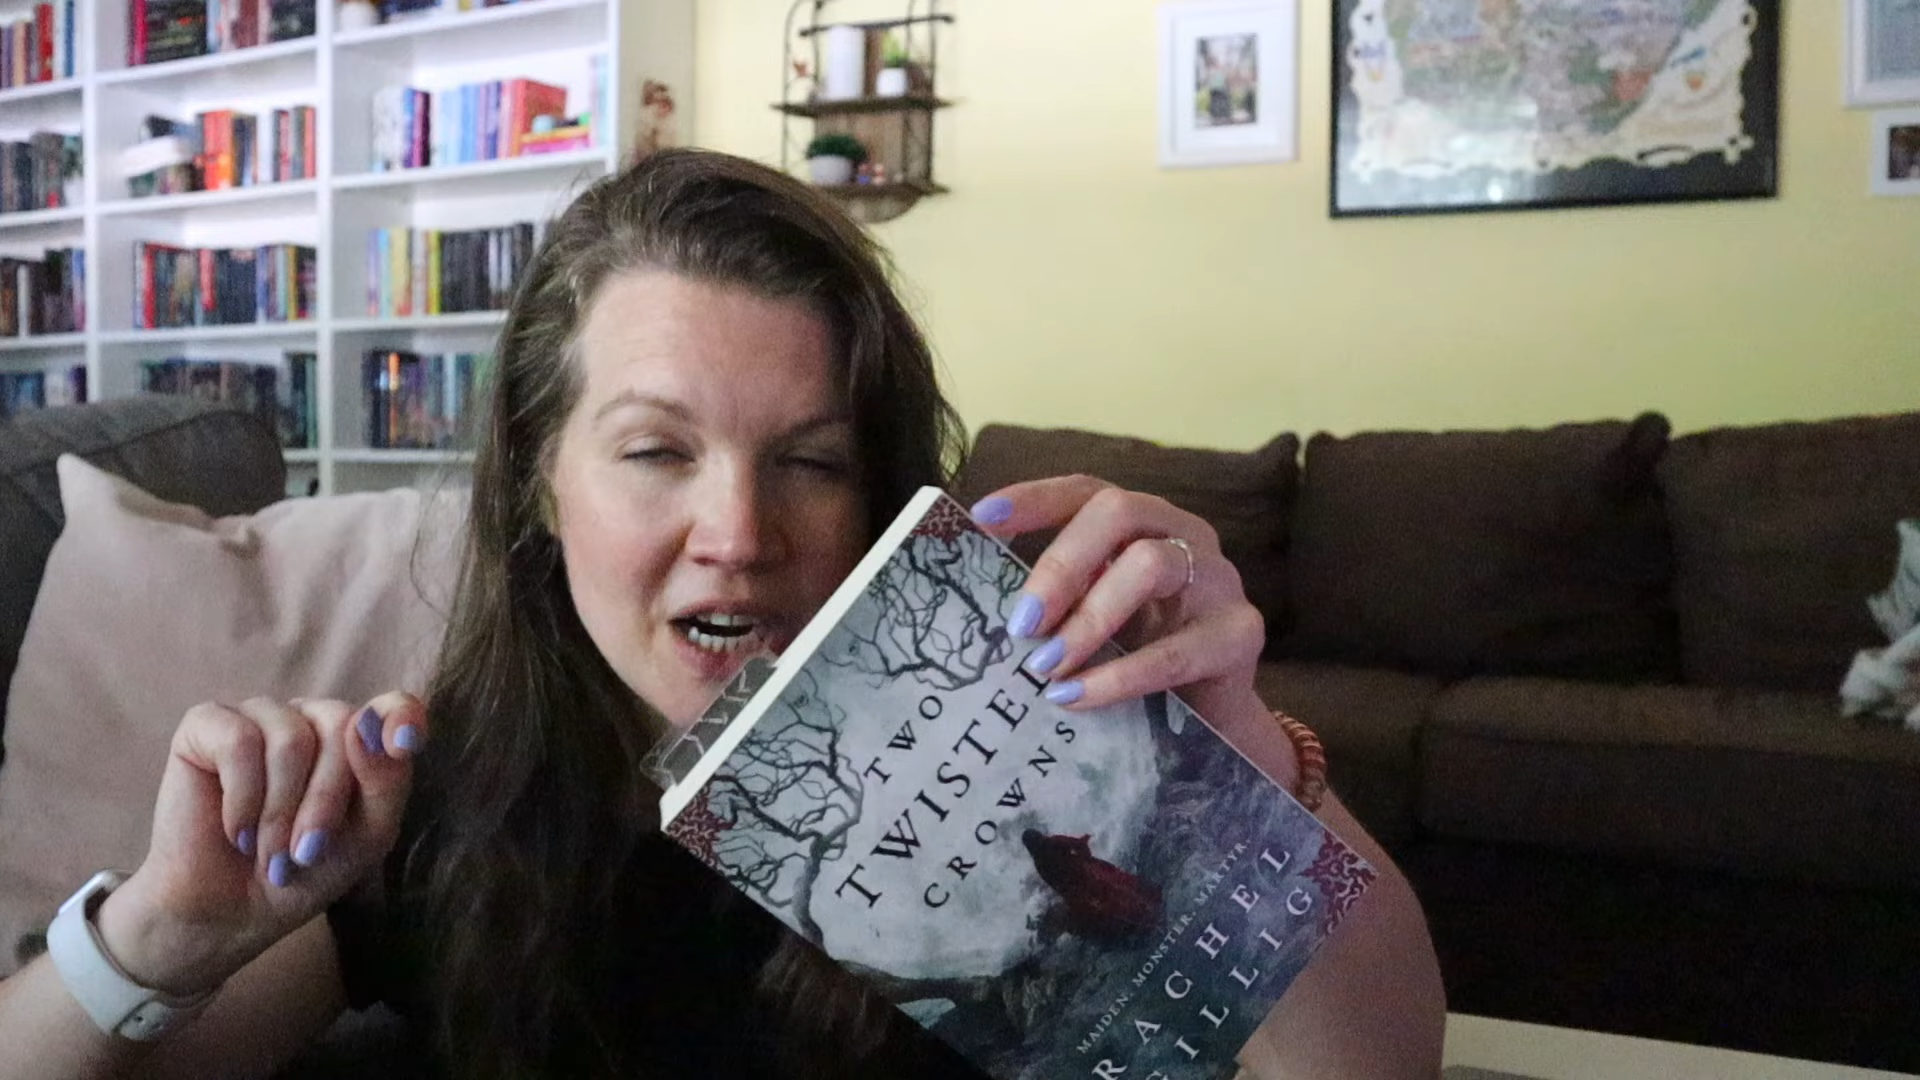 TWO
TWISTED
CROWNS
MAIDEN. MONSTER. MARTYR.
RACHEL
GILLIG